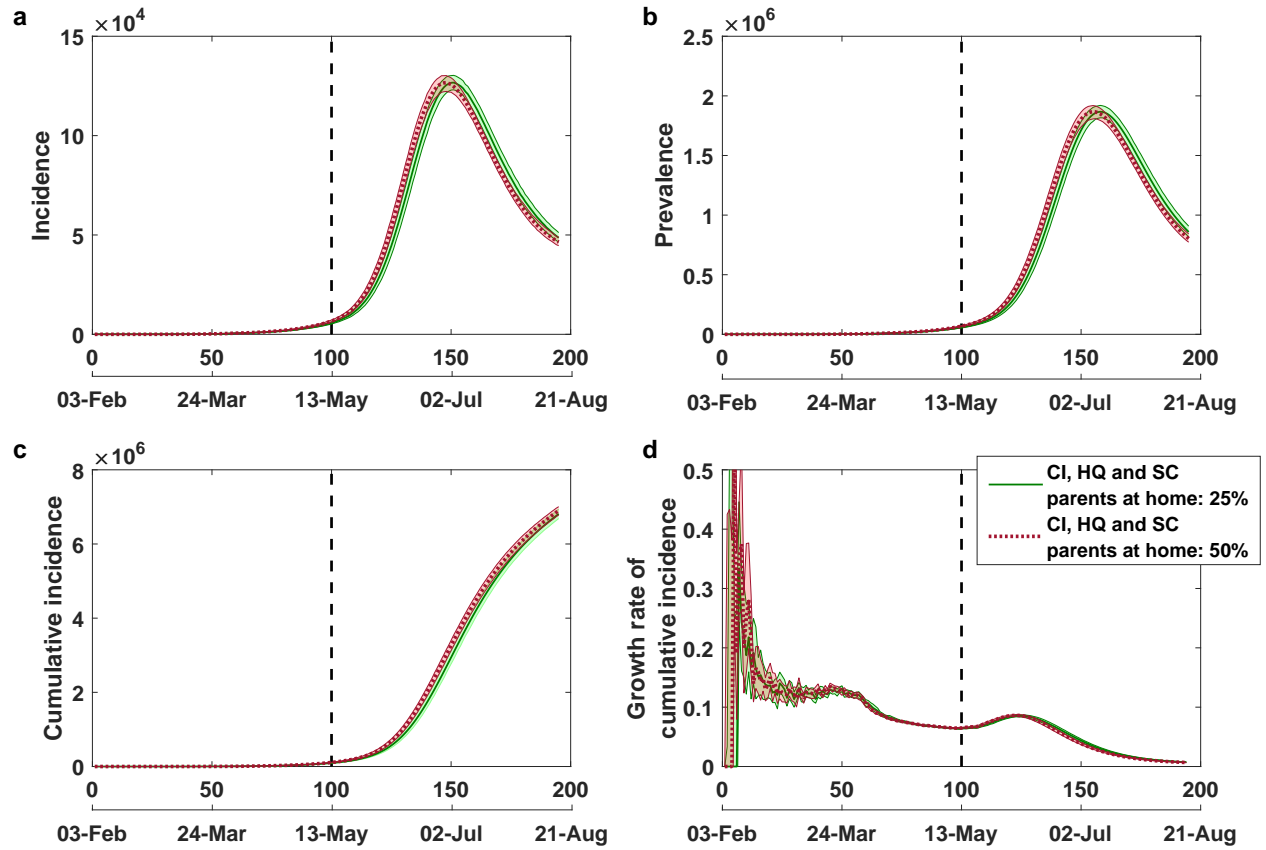 a
×10⁴
15
10
5
0
Incidence
0 50 100 150 200
03-Feb 24-Mar 13-May 02-Jul 21-Aug
b
×10⁶
2.5
2
1.5
1
0.5
0
Prevalence
0 50 100 150 200
03-Feb 24-Mar 13-May 02-Jul 21-Aug
c
×10⁶
8
6
4
2
0
Cumulative incidence
0 50 100 150 200
03-Feb 24-Mar 13-May 02-Jul 21-Aug
d
0.5
0.4
0.3
0.2
0.1
0
Growth rate of
cumulative incidence
CI, HQ and SC
parents at home: 25%
CI, HQ and SC
parents at home: 50%
0 50 100 150 200
03-Feb 24-Mar 13-May 02-Jul 21-Aug